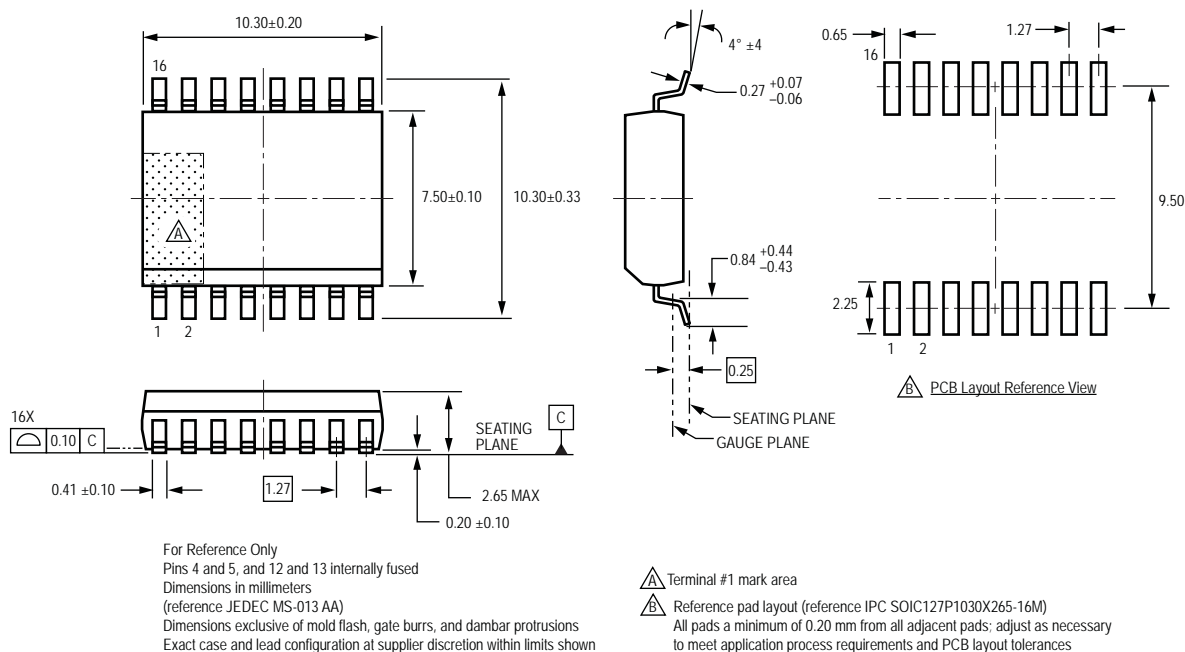 10.30±0.20
16
7.50±0.10
10.30±0.33
A
1 2
4° ±4
0.27 +0.07
−0.06
0.84 +0.44
−0.43
0.25
SEATING PLANE
GAUGE PLANE
0.65
1.27
16
9.50
2.25
1 2
B PCB Layout Reference View
16X
0.10 C
SEATING
PLANE
C
0.41 ±0.10
1.27
2.65 MAX
0.20 ±0.10
For Reference Only
Pins 4 and 5, and 12 and 13 internally fused
Dimensions in millimeters
(reference JEDEC MS-013 AA)
Dimensions exclusive of mold flash, gate burrs, and dambar protrusions
Exact case and lead configuration at supplier discretion within limits shown
A Terminal #1 mark area
B Reference pad layout (reference IPC SOIC127P1030X265-16M)
All pads a minimum of 0.20 mm from all adjacent pads; adjust as necessary
to meet application process requirements and PCB layout tolerances